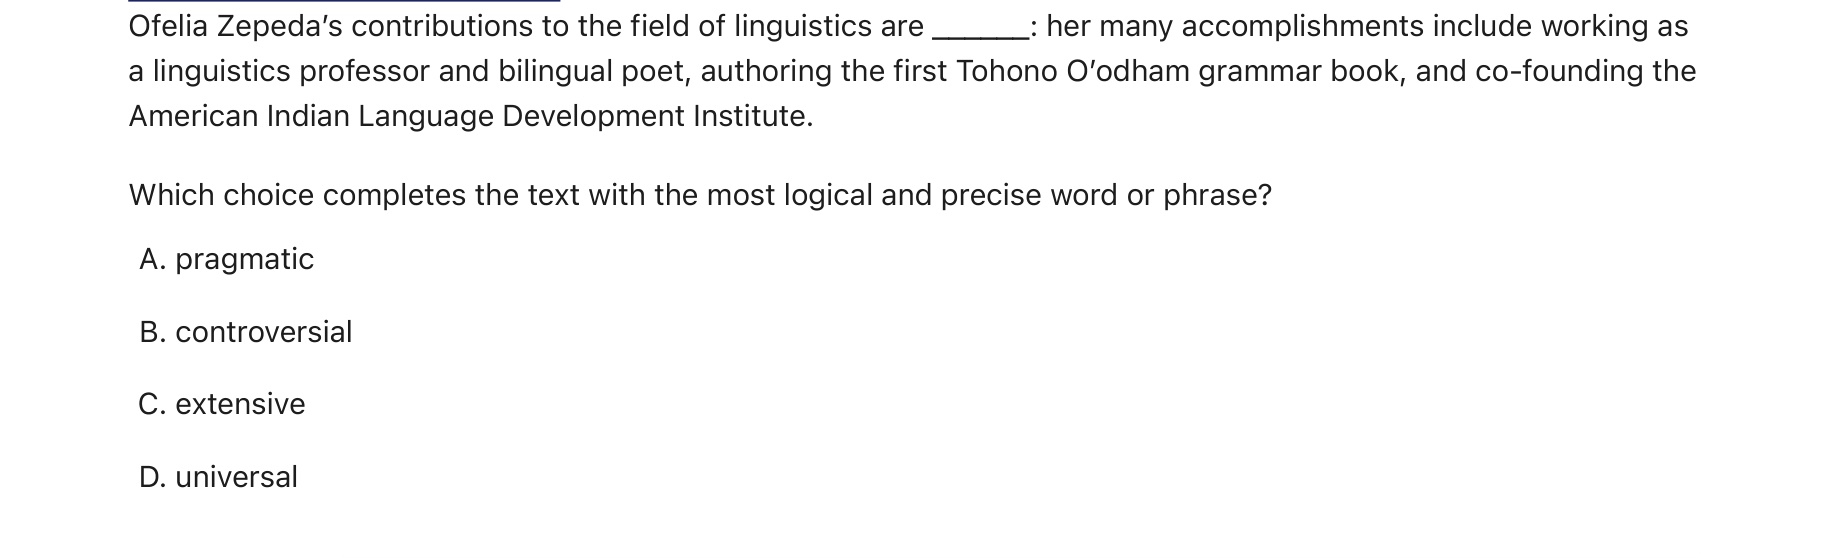 Ofelia Zepeda’s contributions to the field of linguistics are ______: her many accomplishments include working as
a linguistics professor and bilingual poet, authoring the first Tohono O’odham grammar book, and co-founding the
American Indian Language Development Institute.
Which choice completes the text with the most logical and precise word or phrase?
A. pragmatic
B. controversial
C. extensive
D. universal